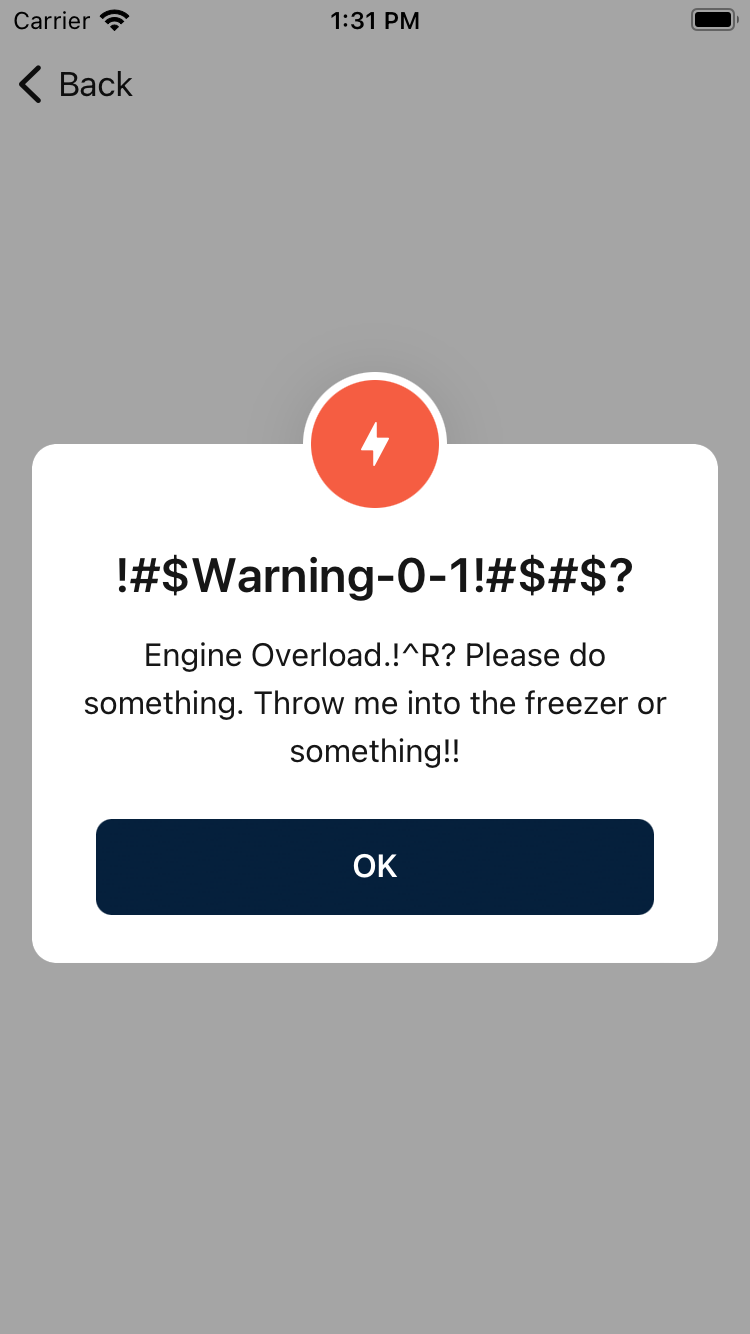 Carrier 1:31 PM
Back
!#$Warning-0-1!#$#$?
Engine Overload.!^R? Please do
something. Throw me into the freezer or
something!!
OK